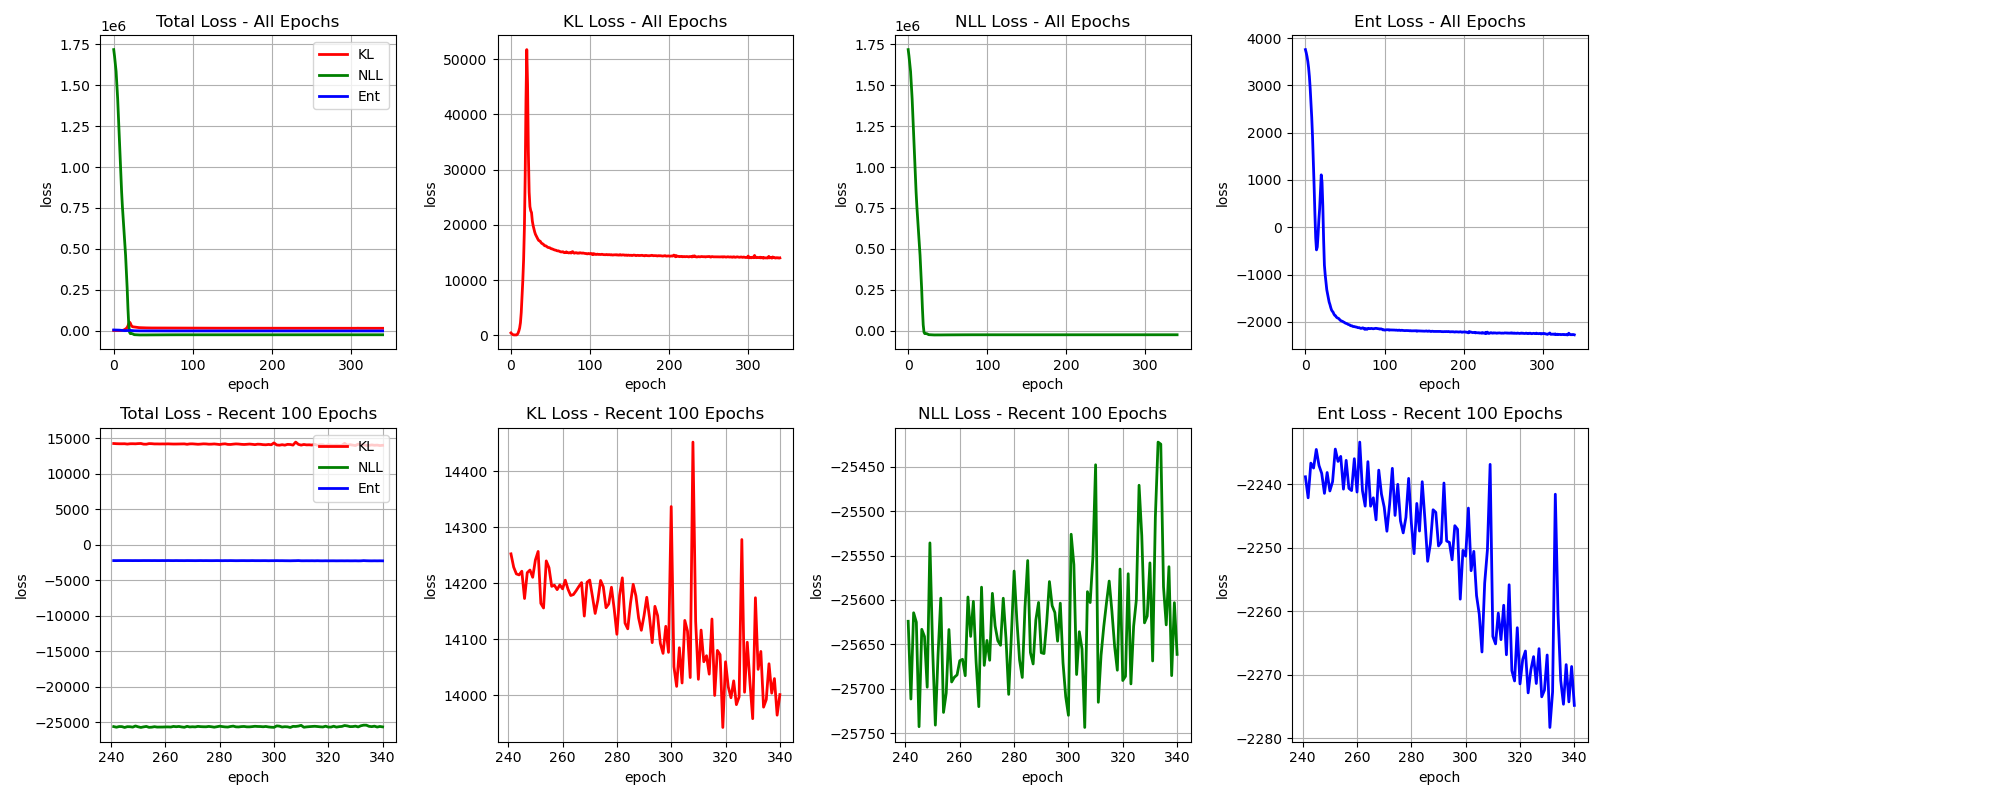 Total Loss - All Epochs
1e6
1.75
1.50
1.25
1.00
0.75
0.50
0.25
0.00
loss
0 100 200 300
epoch
KL
NLL
Ent
KL Loss - All Epochs
50000
40000
30000
20000
10000
0
loss
0 100 200 300
epoch
NLL Loss - All Epochs
1e6
1.75
1.50
1.25
1.00
0.75
0.50
0.25
0.00
loss
0 100 200 300
epoch
Ent Loss - All Epochs
4000
3000
2000
1000
0
−1000
−2000
loss
0 100 200 300
epoch
Total Loss - Recent 100 Epochs
15000
10000
5000
0
−5000
−10000
−15000
−20000
−25000
loss
240 260 280 300 320 340
epoch
KL
NLL
Ent
KL Loss - Recent 100 Epochs
14400
14300
14200
14100
14000
loss
240 260 280 300 320 340
epoch
NLL Loss - Recent 100 Epochs
−25450
−25500
−25550
−25600
−25650
−25700
−25750
loss
240 260 280 300 320 340
epoch
Ent Loss - Recent 100 Epochs
−2240
−2250
−2260
−2270
−2280
loss
240 260 280 300 320 340
epoch